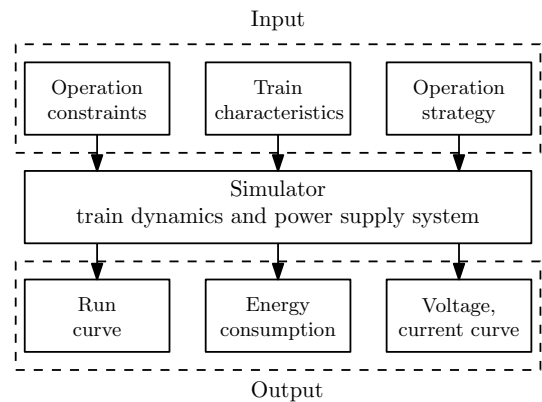 Input
Operation
constraints
Train
characteristics
Operation
strategy
Simulator
train dynamics and power supply system
Run
curve
Energy
consumption
Voltage,
current curve
Output